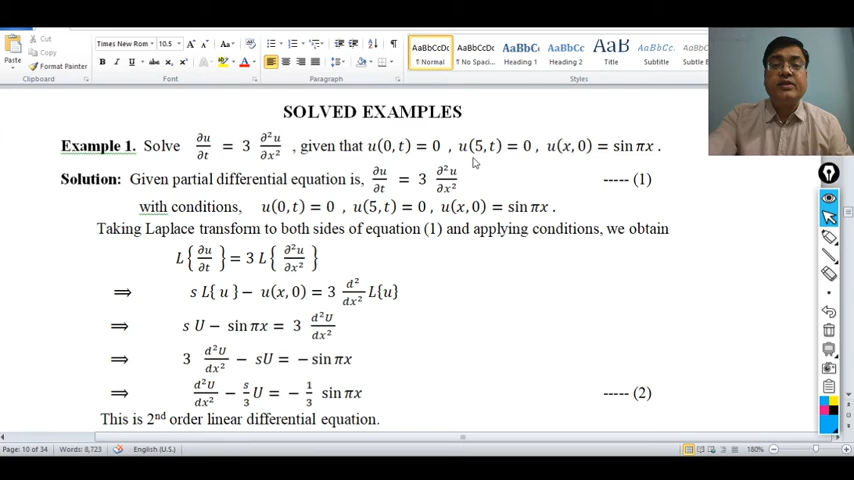 Cut
Copy
Paste
Format Painter
Clipboard
Times New Rom 10.5
Font
Paragraph
AaBbCcDc AaBbCcDc AaBbCc AaBbCc AaB AaBbCc. AaBbCcDc
¶ Normal ¶ No Spaci... Heading 1 Heading 2 Title Subtitle Subtle Em
Styles
SOLVED EXAMPLES
Example 1. Solve ∂u/∂t = 3 ∂²u/∂x² , given that u(0, t) = 0 , u(5, t) = 0 , u(x, 0) = sin πx .
Solution: Given partial differential equation is, ∂u/∂t = 3 ∂²u/∂x² ----- (1)
with conditions, u(0, t) = 0 , u(5, t) = 0, u(x, 0) = sin πx .
Taking Laplace transform to both sides of equation (1) and applying conditions, we obtain
L{∂u/∂t} = 3 L{∂²u/∂x²}
⟹ s L{ u } − u(x, 0) = 3 d²/dx² L{u}
⟹ s U − sin πx = 3 d²U/dx²
⟹ 3 d²U/dx² − sU = − sin πx
⟹ d²U/dx² − s/3 U = − 1/3 sin πx ----- (2)
This is 2nd order linear differential equation.
Page: 10 of 34 Words: 8,723 English (U.S.) 180%